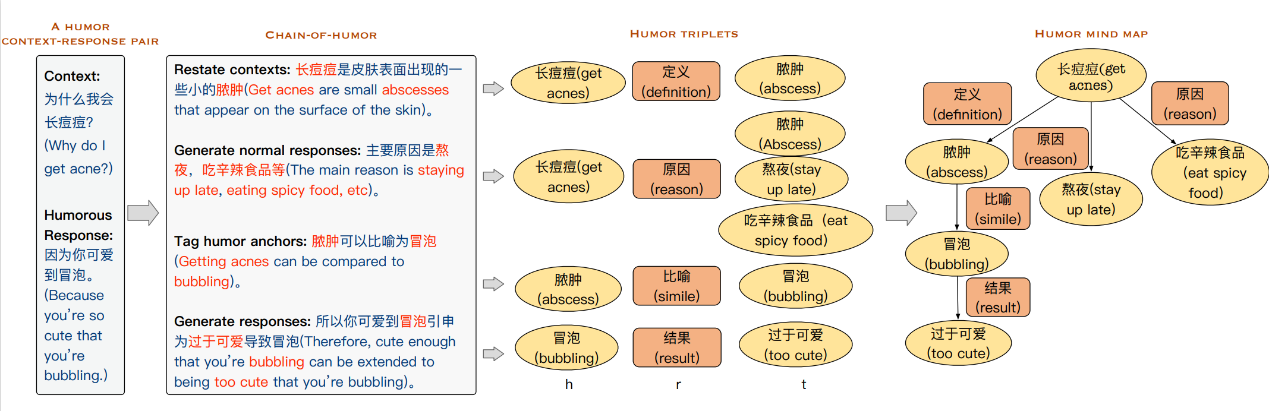 A HUMOR
CONTEXT-RESPONSE PAIR
Context:
为什么我会
长痘痘?
(Why do I
get acne?)
Humorous
Response:
因为你可爱
到冒泡。
(Because
you're so
cute that
you're
bubbling.)
CHAIN-OF-HUMOR
Restate contexts: 长痘痘是皮肤表面出现的一
些小的脓肿(Get acnes are small abscesses
that appear on the surface of the skin)。
Generate normal responses: 主要原因是熬
夜，吃辛辣食品等(The main reason is staying
up late, eating spicy food, etc)。
Tag humor anchors: 脓肿可以比喻为冒泡
(Getting acnes can be compared to
bubbling)。
Generate responses: 所以你可爱到冒泡引申
为过于可爱导致冒泡(Therefore, cute enough
that you're bubbling can be extended to
being too cute that you're bubbling)。
HUMOR TRIPLETS
长痘痘(get
acnes)
定义
(definition)
脓肿
(abscess)
长痘痘(get
acnes)
原因
(reason)
脓肿
(Abscess)
熬夜(stay
up late)
吃辛辣食品（eat
spicy food）
脓肿
(abscess)
比喻
(simile)
冒泡
(bubbling)
冒泡
(bubbling)
结果
(result)
过于可爱
(too cute)
h
r
t
HUMOR MIND MAP
长痘痘(get
acnes)
定义
(definition)
原因
(reason)
原因
(reason)
脓肿
(abscess)
熬夜(stay
up late)
吃辛辣食品
(eat spicy
food)
比喻
(simile)
冒泡
(bubbling)
结果
(result)
过于可爱
(too cute)